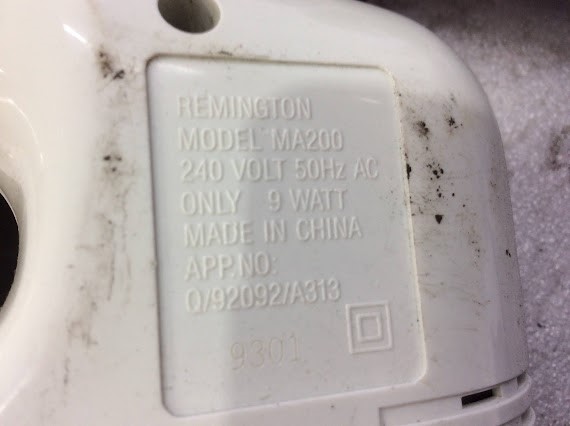 REMINGTON
MODEL MA200
240 VOLT 50Hz AC
ONLY 9 WATT
MADE IN CHINA
APP.NO:
Q/92092/A313
9301